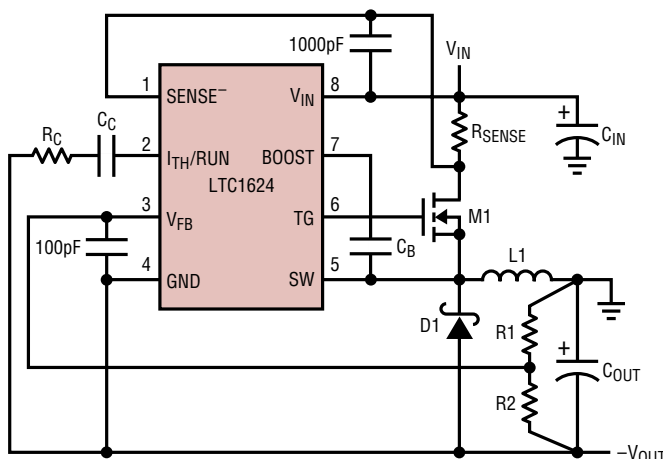 1000pF
V_IN
1
SENSE⁻
V_IN
8
R_SENSE
C_IN
+
R_C
C_C
2
I_TH/RUN
BOOST
7
LTC1624
3
V_FB
TG
6
M1
100pF
C_B
4
GND
SW
5
L1
D1
R1
+
C_OUT
R2
–V_OUT